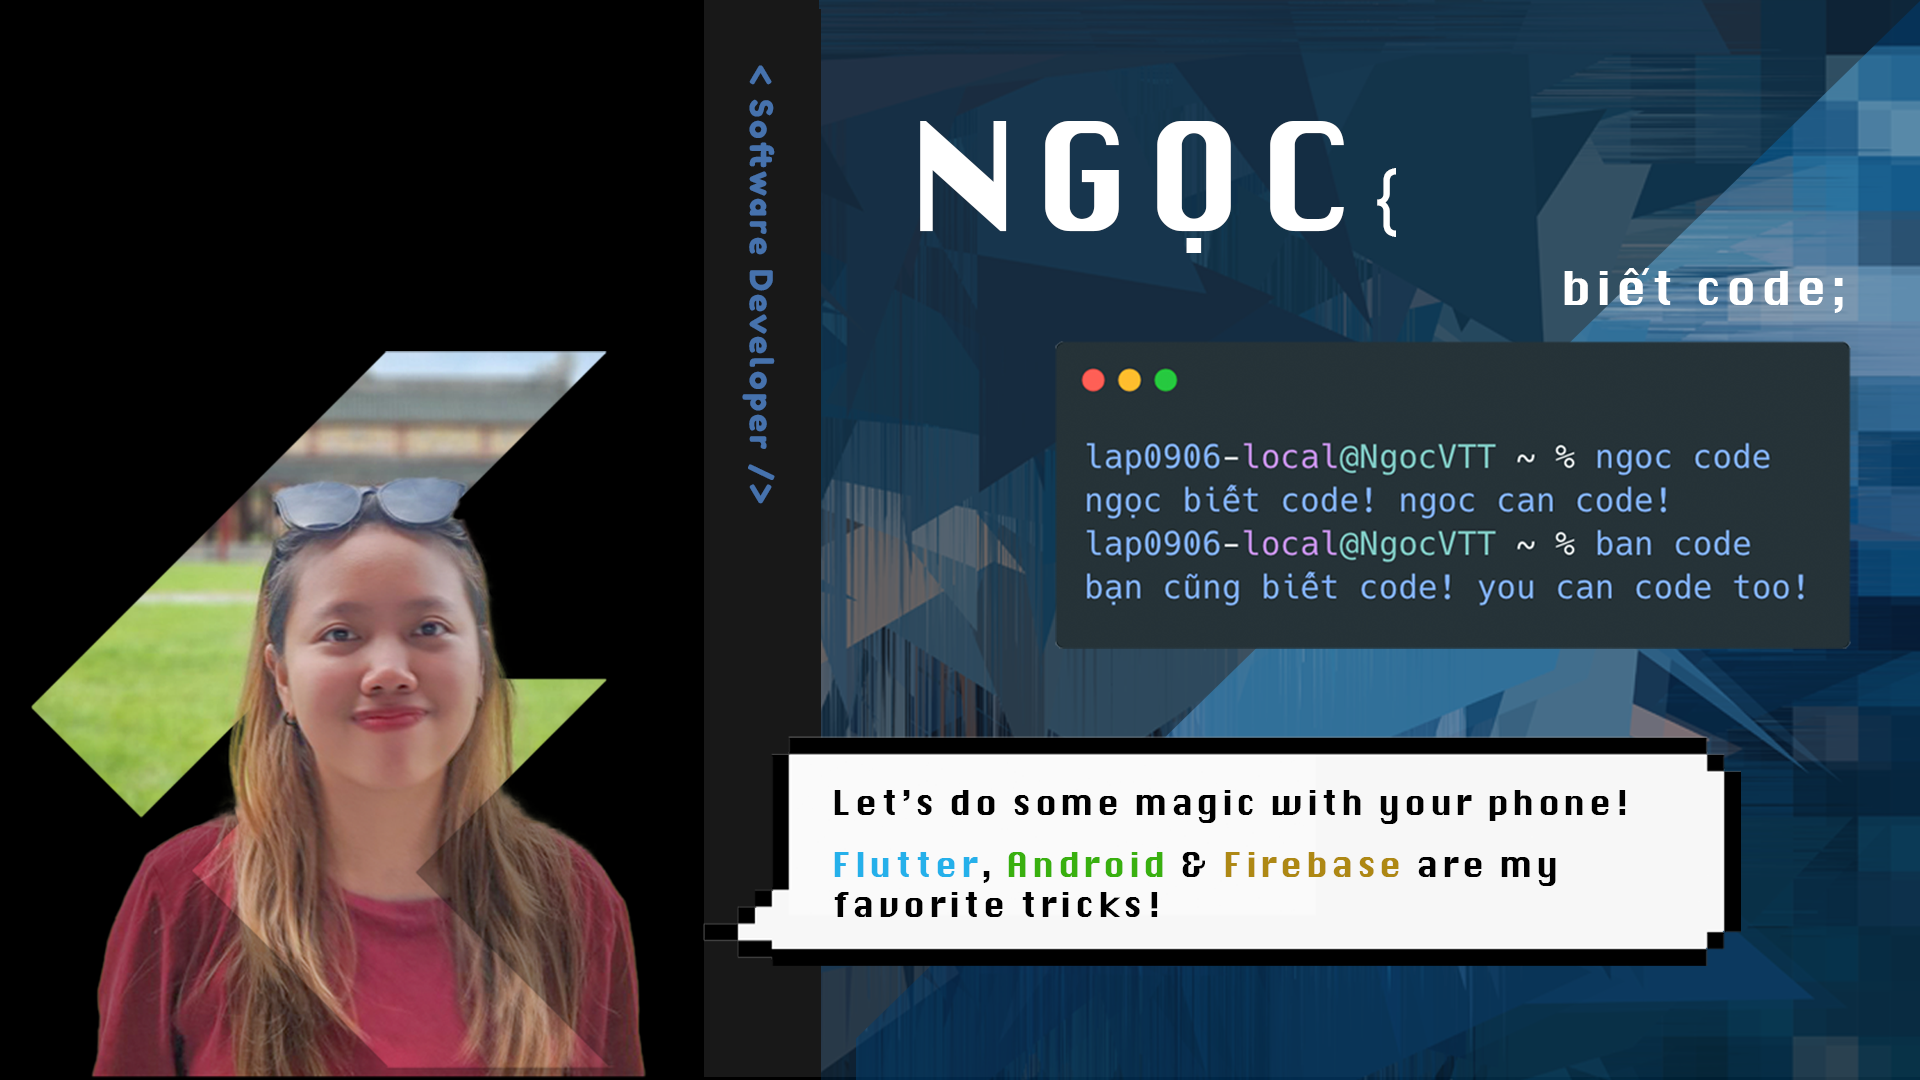 < Software Developer />
NGỌC {
biết code;
lap0906-local@NgocVTT ~ % ngoc code
ngọc biết code! ngoc can code!
lap0906-local@NgocVTT ~ % ban code
bạn cũng biết code! you can code too!
Let’s do some magic with your phone!
Flutter, Android & Firebase are my
favorite tricks!